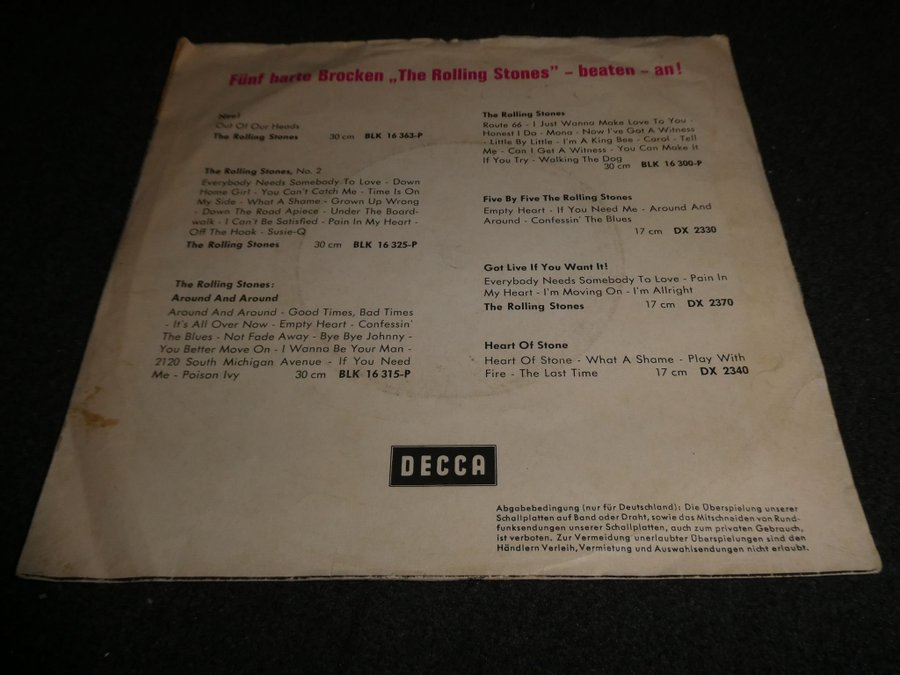 Fünf harte Brocken „The Rolling Stones" – beaten – an!
Neu!
Out Of Our Heads
The Rolling Stones 30 cm BLK 16 363-P
The Rolling Stones, No. 2
Everybody Needs Somebody To Love - Down
Home Girl - You Can't Catch Me - Time Is On
My Side - What A Shame - Grown Up Wrong
- Down The Road Apiece - Under The Board-
walk - I Can't Be Satisfied - Pain In My Heart -
Off The Hook - Susie-Q
The Rolling Stones 30 cm BLK 16 325-P
The Rolling Stones:
Around And Around
Around And Around - Good Times, Bad Times
- It's All Over Now - Empty Heart - Confessin'
The Blues - Not Fade Away - Bye Bye Johnny -
You Better Move On - I Wanna Be Your Man -
2120 South Michigan Avenue - If You Need
Me - Poison Ivy 30 cm BLK 16 315-P
The Rolling Stones
Route 66 - I Just Wanna Make Love To You -
Honest I Do - Mona - Now I've Got A Witness
- Little By Little - I'm A King Bee - Carol - Tell
Me - Can I Get A Witness - You Can Make It
If You Try - Walking The Dog
30 cm BLK 16 300-P
Five By Five The Rolling Stones
Empty Heart - If You Need Me - Around And
Around - Confessin' The Blues
17 cm DX 2330
Got Live If You Want It!
Everybody Needs Somebody To Love - Pain In
My Heart - I'm Moving On - I'm Allright
The Rolling Stones 17 cm DX 2370
Heart Of Stone
Heart Of Stone - What A Shame - Play With
Fire - The Last Time 17 cm DX 2340
DECCA
Abgabebedingung (nur für Deutschland): Die Überspielung unserer
Schallplatten auf Band oder Draht, sowie das Mitschneiden von Rund-
funksendungen unserer Schallplatten, auch zum privaten Gebrauch,
ist verboten. Zur Vermeidung unerlaubter Überspielungen sind den
Händlern Verleih, Vermietung und Auswahlsendungen nicht erlaubt.